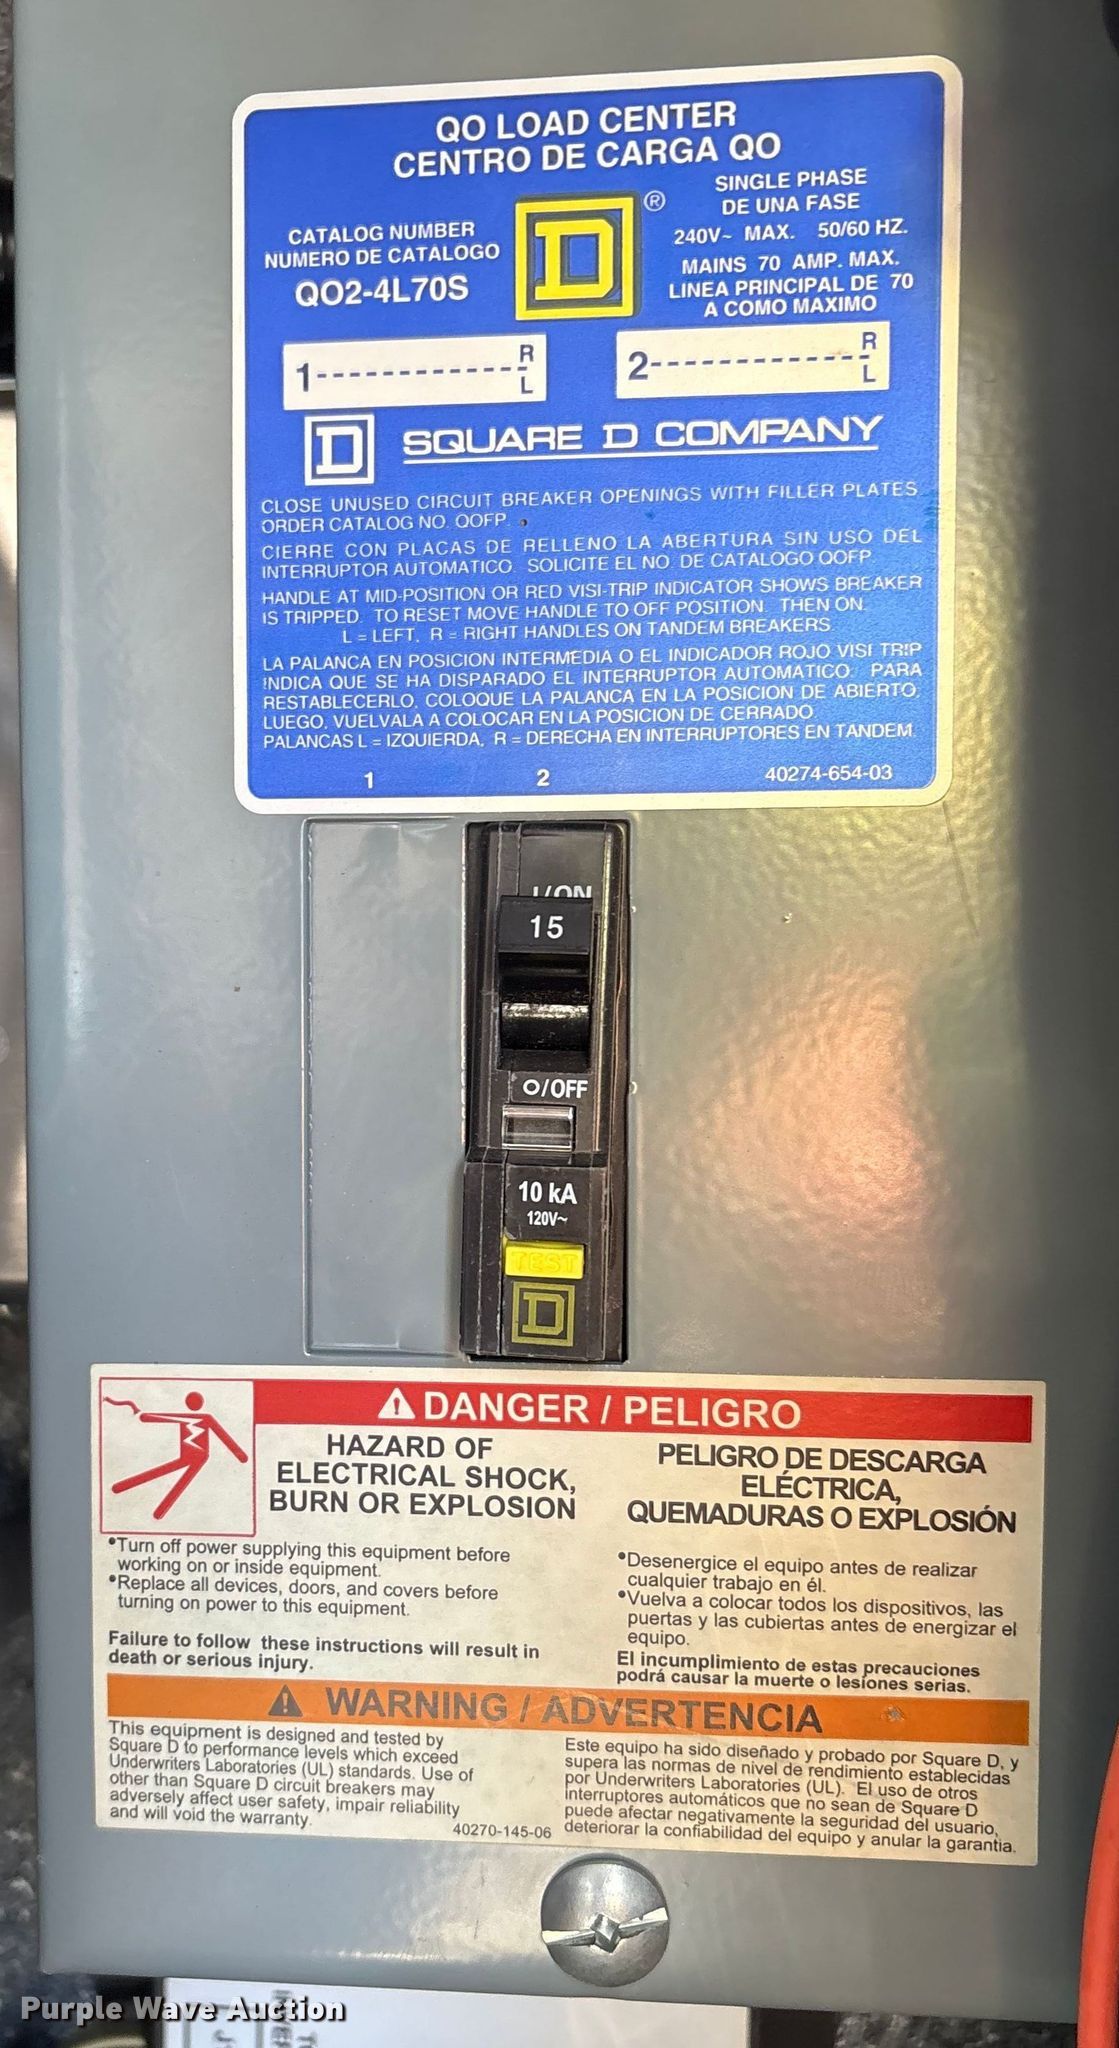 QO LOAD CENTER
CENTRO DE CARGA QO
CATALOG NUMBER
NUMERO DE CATALOGO
QO2-4L70S
D
®
SINGLE PHASE
DE UNA FASE
240V~ MAX. 50/60 HZ.
MAINS 70 AMP. MAX.
LINEA PRINCIPAL DE 70
A COMO MAXIMO
1-------------R
L
2-------------R
L
D SQUARE D COMPANY
CLOSE UNUSED CIRCUIT BREAKER OPENINGS WITH FILLER PLATES.
ORDER CATALOG NO. QOFP.
CIERRE CON PLACAS DE RELLENO LA ABERTURA SIN USO DEL
INTERRUPTOR AUTOMATICO. SOLICITE EL NO. DE CATALOGO QOFP.
HANDLE AT MID-POSITION OR RED VISI-TRIP INDICATOR SHOWS BREAKER
IS TRIPPED. TO RESET MOVE HANDLE TO OFF POSITION. THEN ON.
L = LEFT, R = RIGHT HANDLES ON TANDEM BREAKERS.
LA PALANCA EN POSICION INTERMEDIA O EL INDICADOR ROJO VISI TRIP
INDICA QUE SE HA DISPARADO EL INTERRUPTOR AUTOMATICO. PARA
RESTABLECERLO, COLOQUE LA PALANCA EN LA POSICION DE ABIERTO;
LUEGO, VUELVALA A COLOCAR EN LA POSICION DE CERRADO.
PALANCAS L = IZQUIERDA, R = DERECHA EN INTERRUPTORES EN TANDEM.
1 2 40274-654-03
I/ON
15
O/OFF
10 kA
120V~
TEST
D
DANGER / PELIGRO
HAZARD OF
ELECTRICAL SHOCK,
BURN OR EXPLOSION
•Turn off power supplying this equipment before
working on or inside equipment.
•Replace all devices, doors, and covers before
turning on power to this equipment.
Failure to follow these instructions will result in
death or serious injury.
PELIGRO DE DESCARGA
ELÉCTRICA,
QUEMADURAS O EXPLOSIÓN
•Desenergice el equipo antes de realizar
cualquier trabajo en él.
•Vuelva a colocar todos los dispositivos, las
puertas y las cubiertas antes de energizar el
equipo.
El incumplimiento de estas precauciones
podrá causar la muerte o lesiones serias.
WARNING / ADVERTENCIA
This equipment is designed and tested by
Square D to performance levels which exceed
Underwriters Laboratories (UL) standards. Use of
other than Square D circuit breakers may
adversely affect user safety, impair reliability
and will void the warranty.
40270-145-06
Este equipo ha sido diseñado y probado por Square D, y
supera las normas de nivel de rendimiento establecidas
por Underwriters Laboratories (UL). El uso de otros
interruptores automáticos que no sean de Square D
puede afectar negativamente la seguridad del usuario,
deteriorar la confiabilidad del equipo y anular la garantia.
Purple Wave Auction